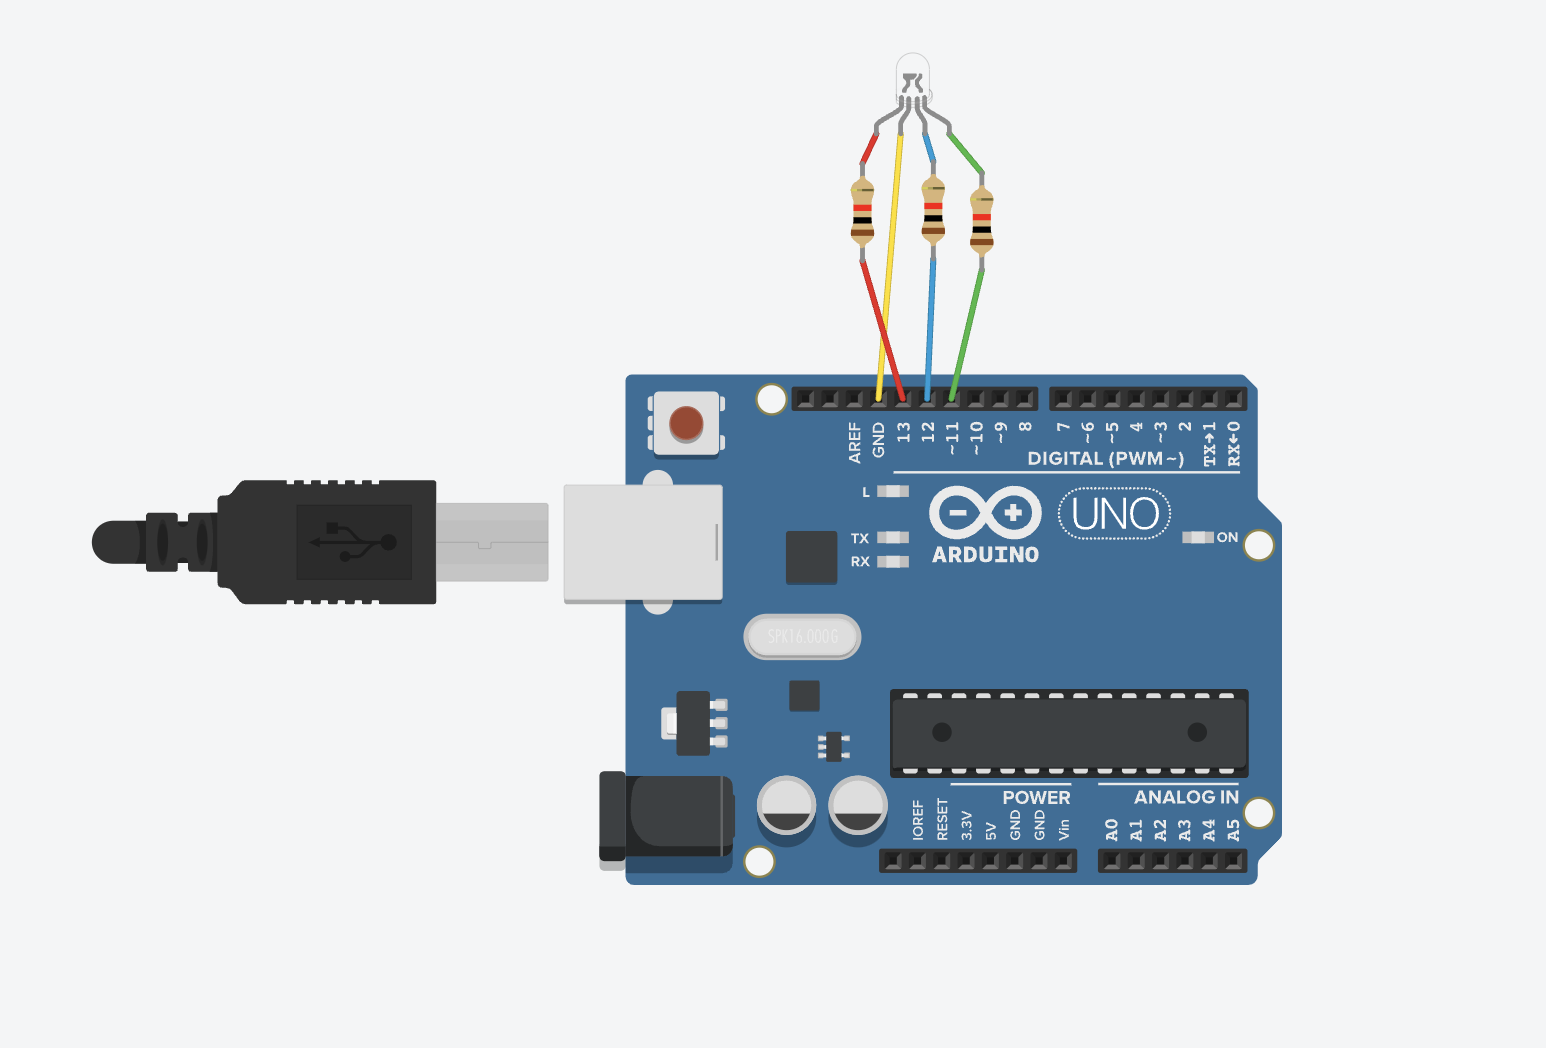 AREF
GND
13
12
~11
~10
~9
8
7
~6
~5
4
~3
2
TX→1
RX←0
DIGITAL (PWM~)
L
TX
RX
ARDUINO
UNO
ON
SPK16.000G
POWER
ANALOG IN
IOREF
RESET
3.3V
5V
GND
GND
Vin
A0
A1
A2
A3
A4
A5